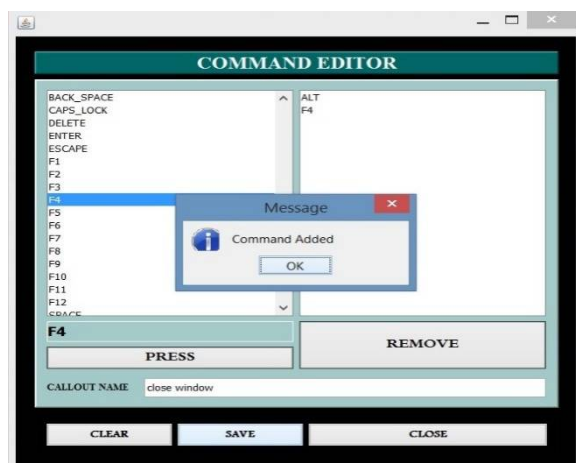 COMMAND EDITOR
BACK_SPACE
CAPS_LOCK
DELETE
ENTER
ESCAPE
F1
F2
F3
F4
F5
F6
F7
F8
F9
F10
F11
F12
SPACE
ALT
F4
Message
Command Added
OK
F4
PRESS
REMOVE
CALLOUT NAME close window
CLEAR SAVE CLOSE